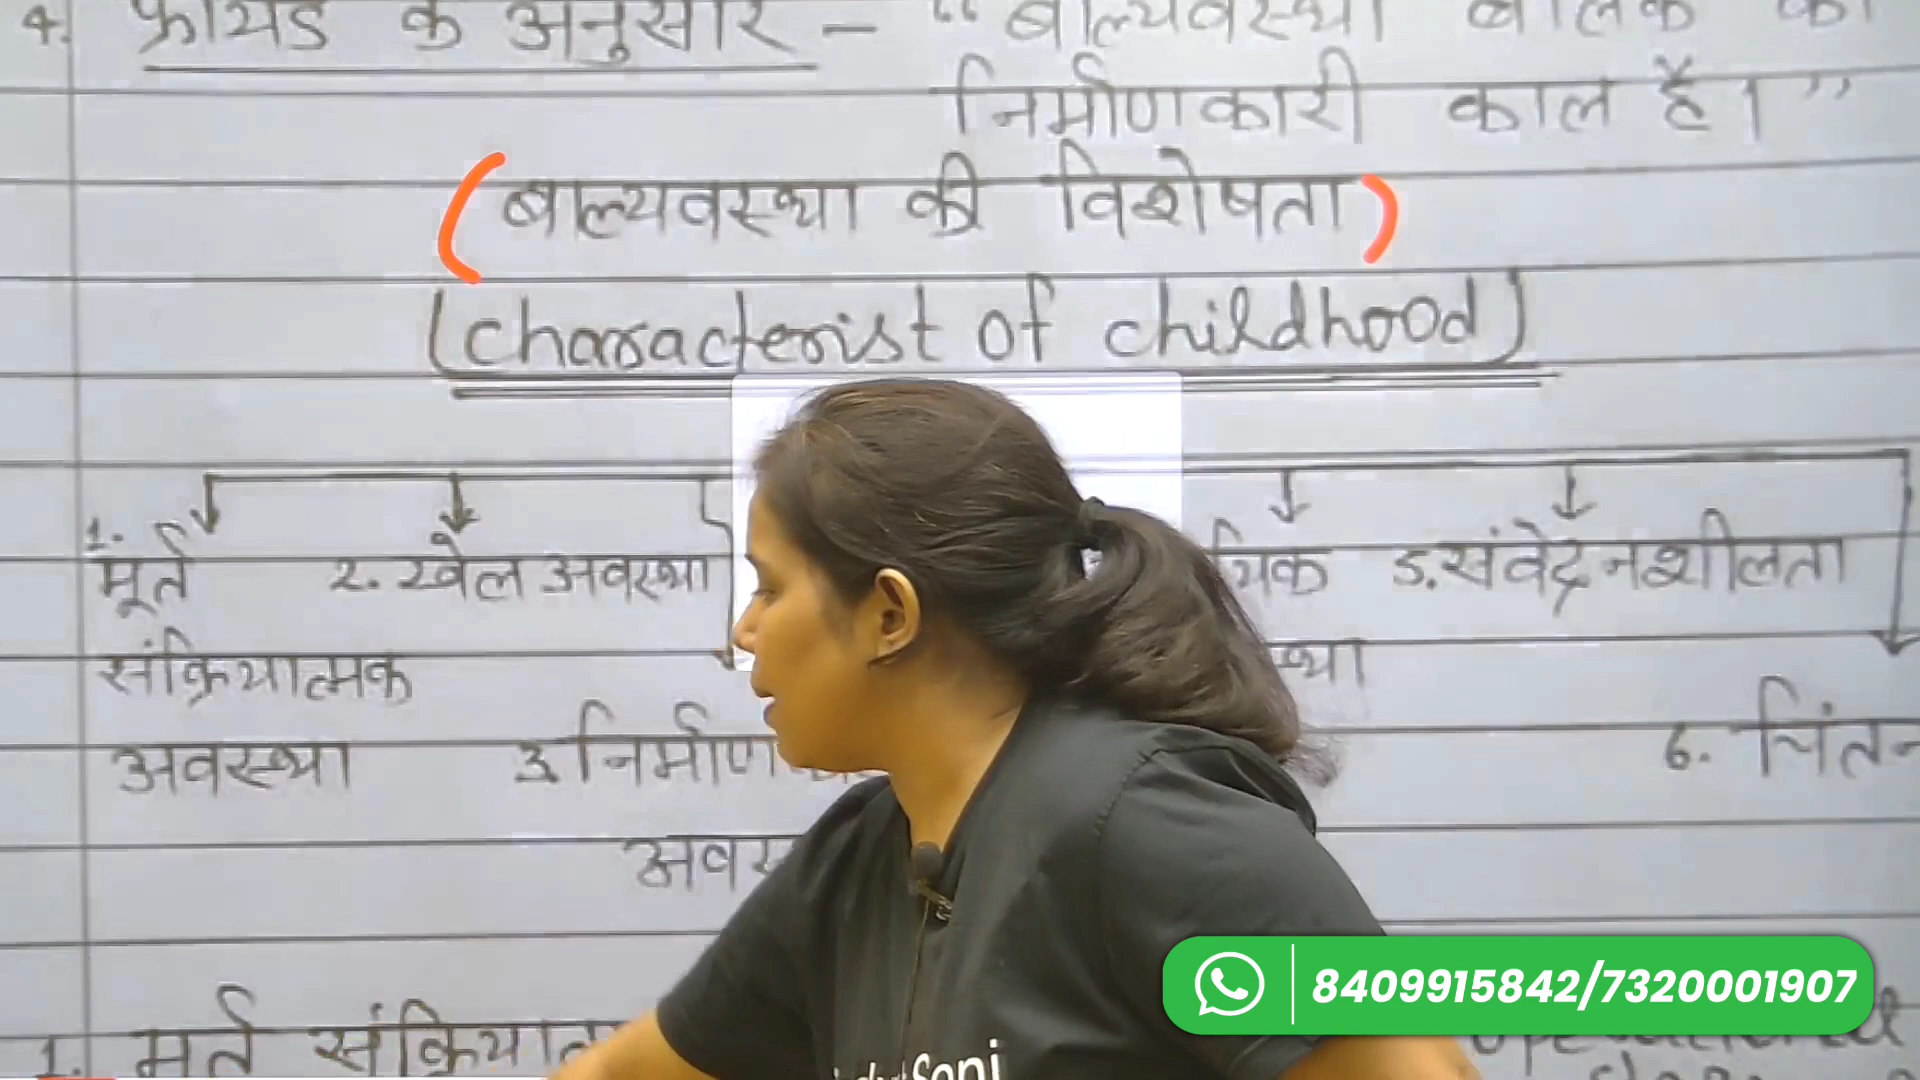 4. फ्रायड के अनुसार – “बाल्यवस्था बालक का
निर्माणकारी काल है।”
(बाल्यवस्था की विशेषता)
(characterist of childhood)
1. मूर्त
संक्रियात्मक
अवस्था
2. खेल अवस्था
3 निर्माण
5. संवेदनशीलता
6. चिंतन
1. मूर्त
8409915842/7320001907
Soni